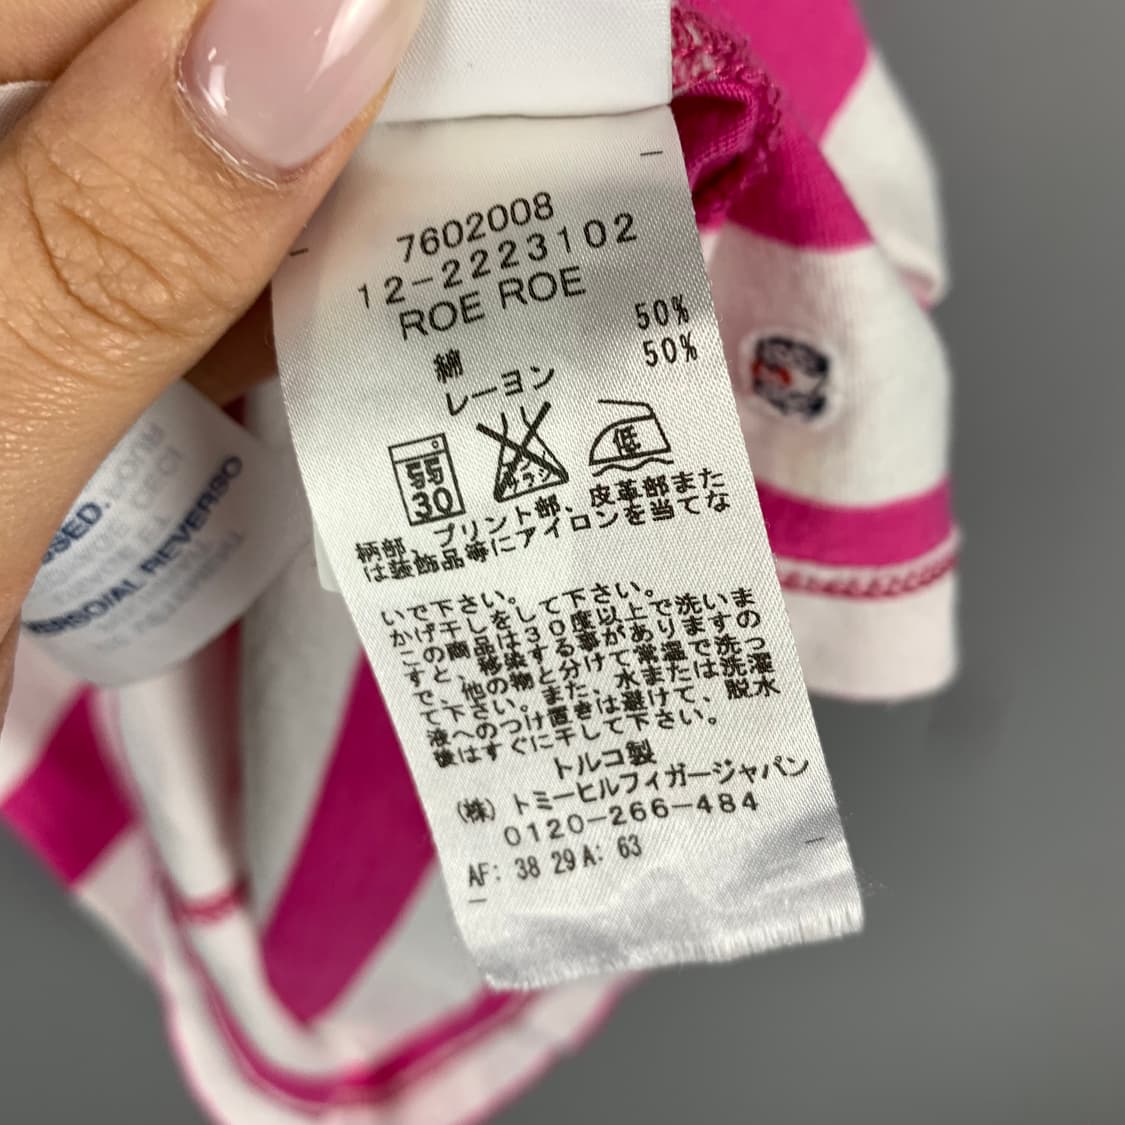 7602008
12-2223102
ROE ROE
綿 50%
レーヨン 50%
弱
30
エンソサラシ
低
プリント部、皮革部また
柄部、
は装飾品等にアイロンを当てな
いで下さい。
かげ干しをして下さい。
この商品は30度以上で洗いま
すと、移染する事がありますの
で、他の物と分けて常温で洗っ
て下さい。また、水または洗濯
液へのつけ置きは避けて、脱水
後はすぐに干して下さい。
トルコ製
(株)トミーヒルフィガージャパン
0120-266-484
AF: 38 29 A: 63
REVERSO